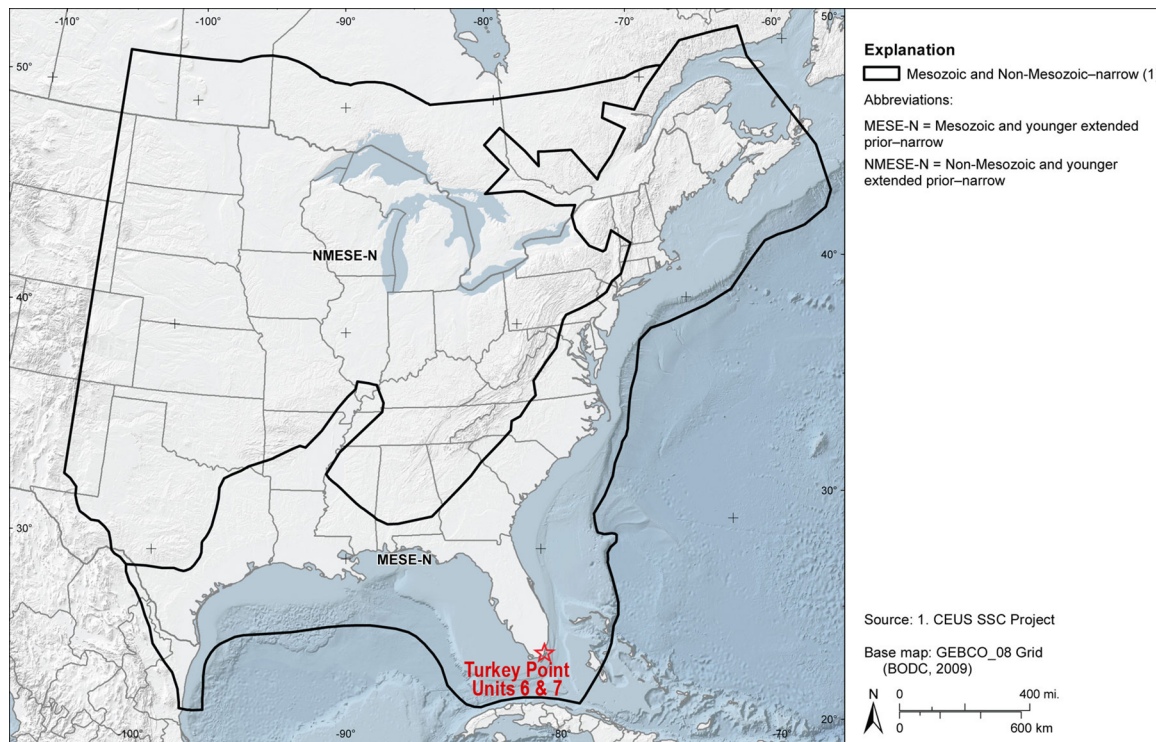 -110°
-100°
-90°
-80°
-70°
-60°
50°
50°
40°
40°
30°
30°
20°
-100°
-90°
-80°
-70°
NMESE-N
MESE-N
Turkey Point
Units 6 & 7
Explanation
Mesozoic and Non-Mesozoic–narrow (1
Abbreviations:
MESE-N = Mesozoic and younger extended
prior–narrow
NMESE-N = Non-Mesozoic and younger
extended prior–narrow
Source: 1. CEUS SSC Project
Base map: GEBCO_08 Grid
(BODC, 2009)
N
0 400 mi.
0 600 km